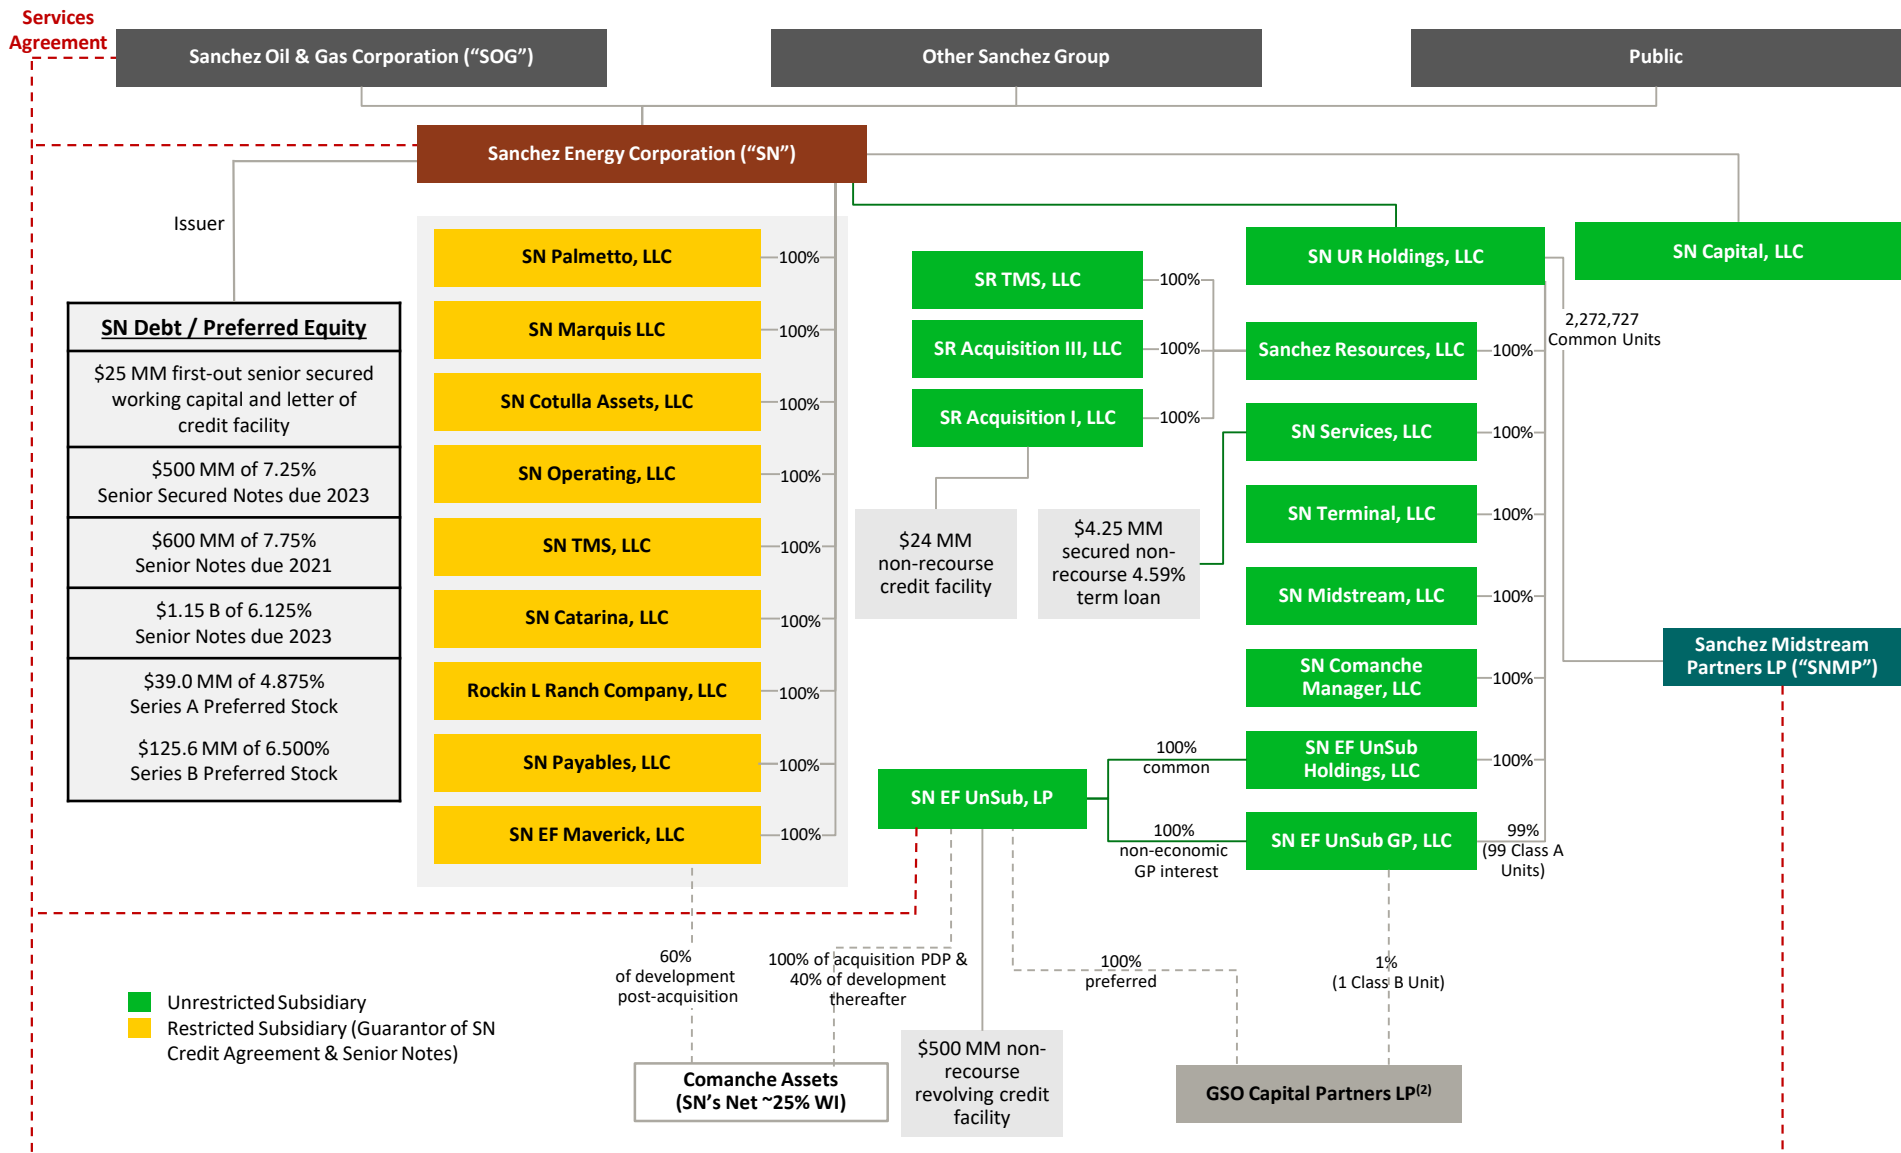 Services
Agreement
Sanchez Oil & Gas Corporation (“SOG”)
Other Sanchez Group
Public
Sanchez Energy Corporation (“SN”)
Issuer
SN Debt / Preferred Equity
$25 MM first-out senior secured
working capital and letter of
credit facility
$500 MM of 7.25%
Senior Secured Notes due 2023
$600 MM of 7.75%
Senior Notes due 2021
$1.15 B of 6.125%
Senior Notes due 2023
$39.0 MM of 4.875%
Series A Preferred Stock
$125.6 MM of 6.500%
Series B Preferred Stock
SN Palmetto, LLC
100%
SN Marquis LLC
100%
SN Cotulla Assets, LLC
100%
SN Operating, LLC
100%
SN TMS, LLC
100%
SN Catarina, LLC
100%
Rockin L Ranch Company, LLC
100%
SN Payables, LLC
100%
SN EF Maverick, LLC
100%
SR TMS, LLC
100%
SR Acquisition III, LLC
100%
SR Acquisition I, LLC
100%
$24 MM
non-recourse
credit facility
$4.25 MM
secured non-
recourse 4.59%
term loan
SN UR Holdings, LLC
SN Capital, LLC
2,272,727
Common Units
Sanchez Resources, LLC
100%
SN Services, LLC
100%
SN Terminal, LLC
100%
SN Midstream, LLC
100%
SN Comanche
Manager, LLC
100%
SN EF UnSub
Holdings, LLC
100%
SN EF UnSub GP, LLC
99%
(99 Class A
Units)
Sanchez Midstream
Partners LP (“SNMP”)
SN EF UnSub, LP
100%
common
100%
non-economic
GP interest
60%
of development
post-acquisition
100% of acquisition PDP &
40% of development
thereafter
100%
preferred
1%
(1 Class B Unit)
Unrestricted Subsidiary
Restricted Subsidiary (Guarantor of SN
Credit Agreement & Senior Notes)
Comanche Assets
(SN’s Net ~25% WI)
$500 MM non-
recourse
revolving credit
facility
GSO Capital Partners LP(2)